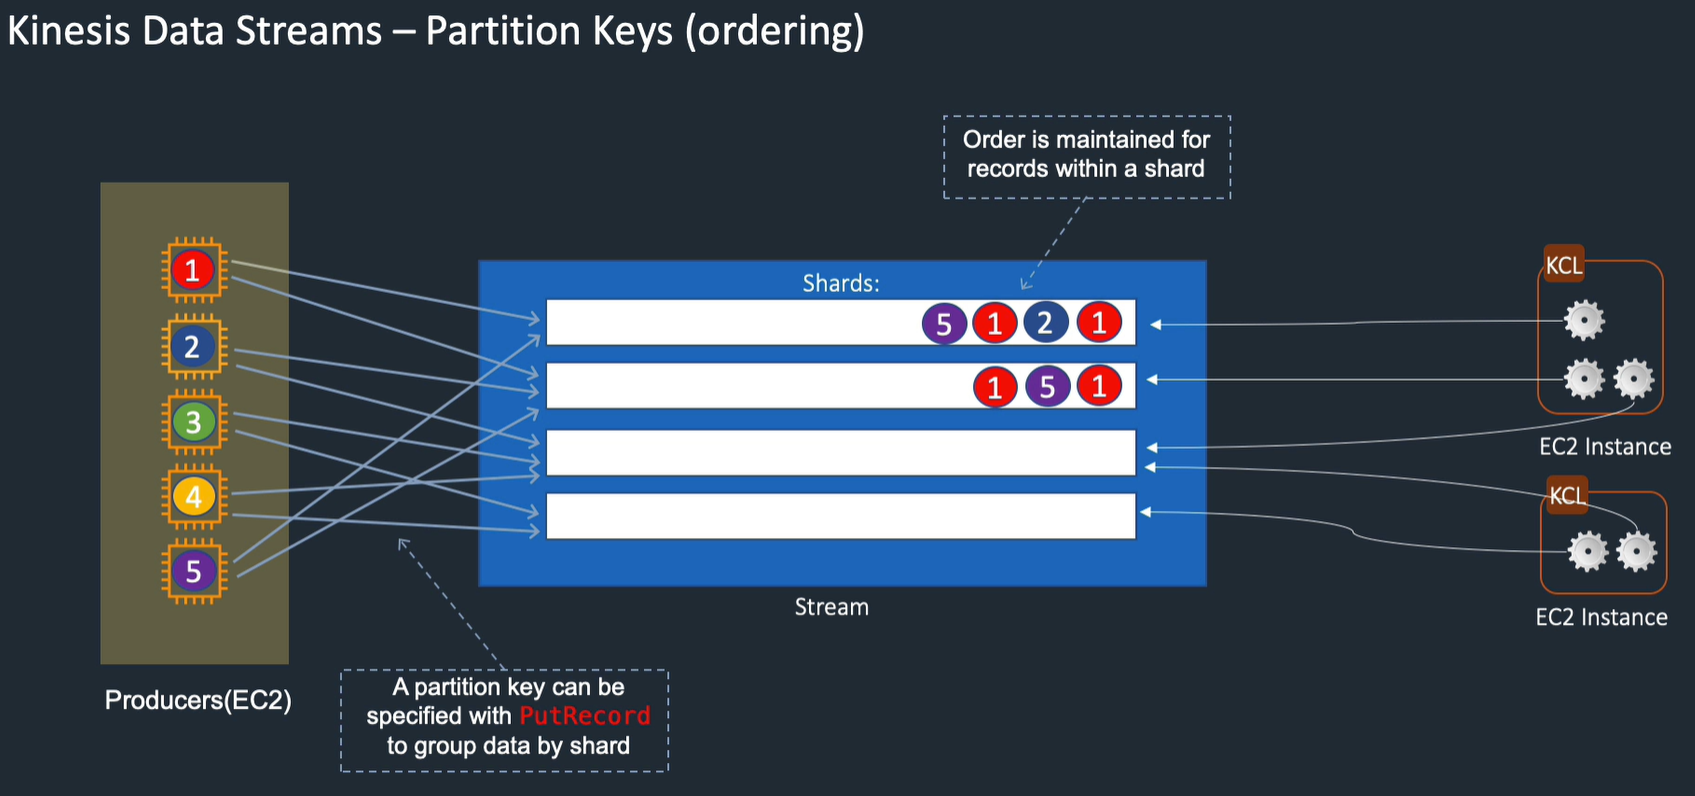 Kinesis Data Streams – Partition Keys (ordering)
Order is maintained for
records within a shard
1
2
3
4
5
Producers(EC2)
Shards:
5 1 2 1
1 5 1
Stream
KCL
EC2 Instance
KCL
EC2 Instance
A partition key can be
specified with PutRecord
to group data by shard